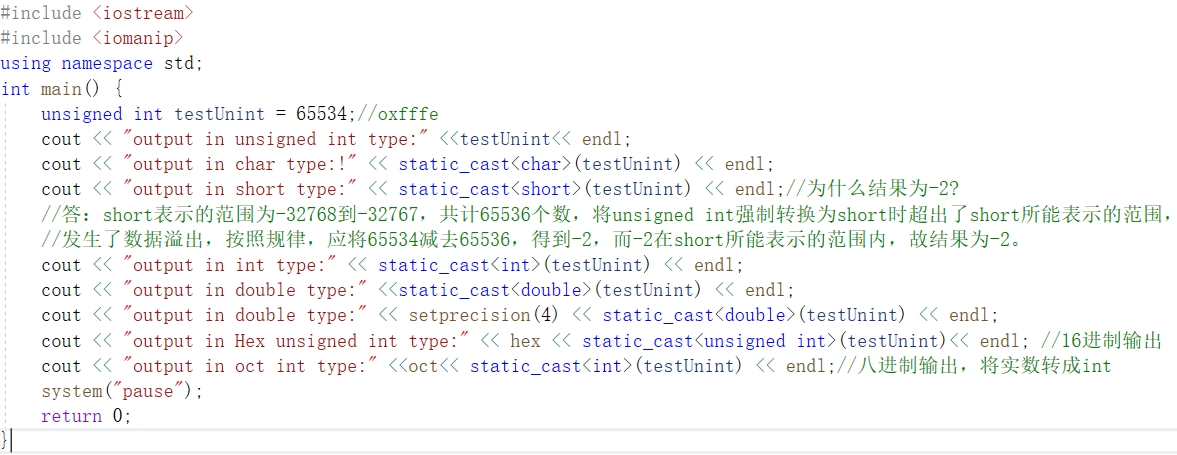 #include <iostream>
#include <iomanip>
using namespace std;
int main() {
    unsigned int testUnint = 65534;//oxfffe
    cout << "output in unsigned int type:" <<testUnint<< endl;
    cout << "output in char type:!" << static_cast<char>(testUnint) << endl;
    cout << "output in short type:" << static_cast<short>(testUnint) << endl;//为什么结果为-2?
    //答：short表示的范围为-32768到-32767，共计65536个数，将unsigned int强制转换为short时超出了short所能表示的范围，
    //发生了数据溢出，按照规律，应将65534减去65536，得到-2，而-2在short所能表示的范围内，故结果为-2。
    cout << "output in int type:" << static_cast<int>(testUnint) << endl;
    cout << "output in double type:" <<static_cast<double>(testUnint) << endl;
    cout << "output in double type:" << setprecision(4) << static_cast<double>(testUnint) << endl;
    cout << "output in Hex unsigned int type:" << hex << static_cast<unsigned int>(testUnint)<< endl; //16进制输出
    cout << "output in oct int type:" <<oct<< static_cast<int>(testUnint) << endl;//八进制输出，将实数转成int
    system("pause");
    return 0;
}